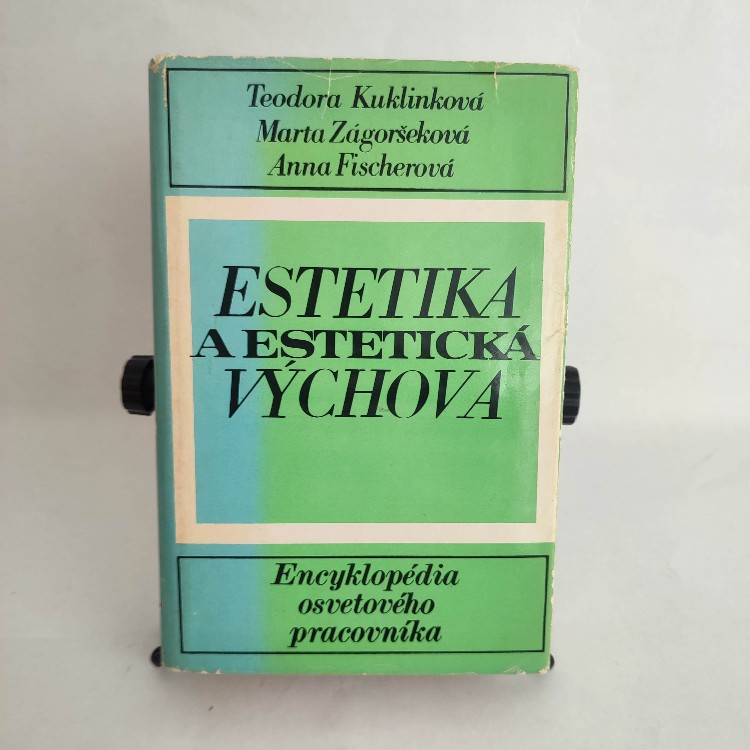 Teodora Kuklinková
Marta Zágoršeková
Anna Fischerová
ESTETIKA
A ESTETICKÁ
VÝCHOVA
Encyklopédia
osvetového
pracovníka